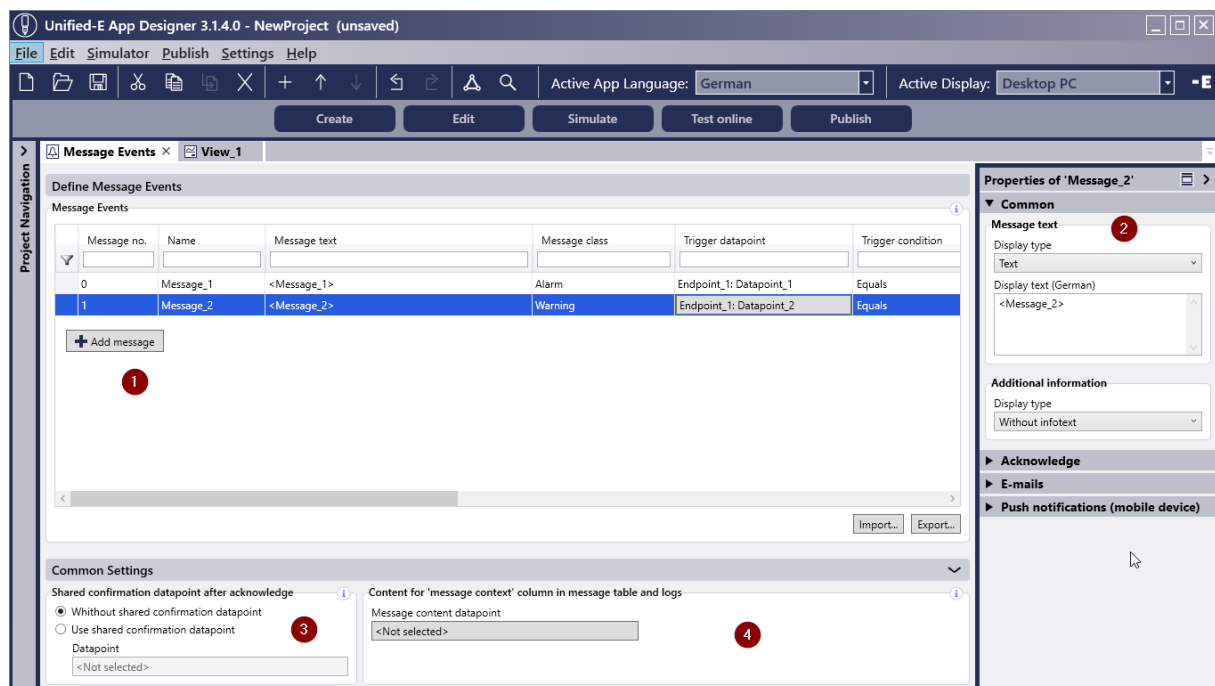 Unified-E App Designer 3.1.4.0 - NewProject (unsaved)
File Edit Simulator Publish Settings Help
Active App Language: German Active Display: Desktop PC -E
Create Edit Simulate Test online Publish
Project Navigation
Message Events View_1
Define Message Events
Message Events
Message no. Name Message text Message class Trigger datapoint Trigger condition
0 Message_1 <Message_1> Alarm Endpoint_1: Datapoint_1 Equals
1 Message_2 <Message_2> Warning Endpoint_1: Datapoint_2 Equals
Add message
1
Import... Export...
Common Settings
Shared confirmation datapoint after acknowledge
Whithout shared confirmation datapoint
Use shared confirmation datapoint
3
Datapoint
<Not selected>
Content for 'message context' column in message table and logs
Message content datapoint
<Not selected>
4
Properties of 'Message_2'
Common
Message text
2
Display type
Text
Display text (German)
<Message_2>
Additional information
Display type
Without infotext
Acknowledge
E-mails
Push notifications (mobile device)